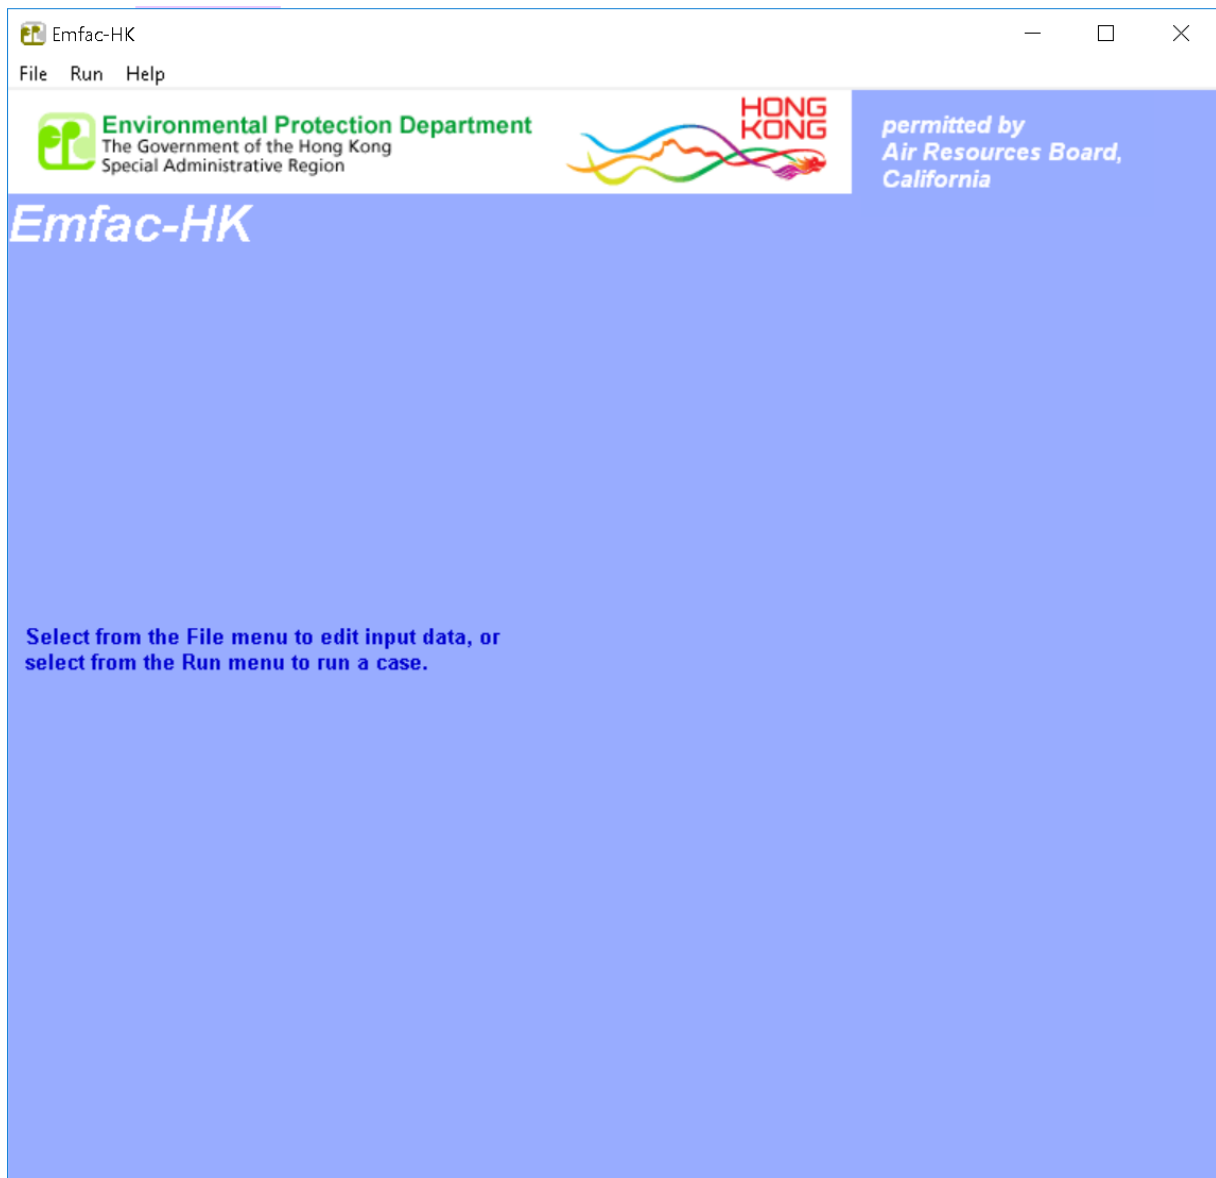 Emfac-HK
File Run Help
Environmental Protection Department
The Government of the Hong Kong
Special Administrative Region
HONG
KONG
permitted by
Air Resources Board,
California
Emfac-HK
Select from the File menu to edit input data, or
select from the Run menu to run a case.